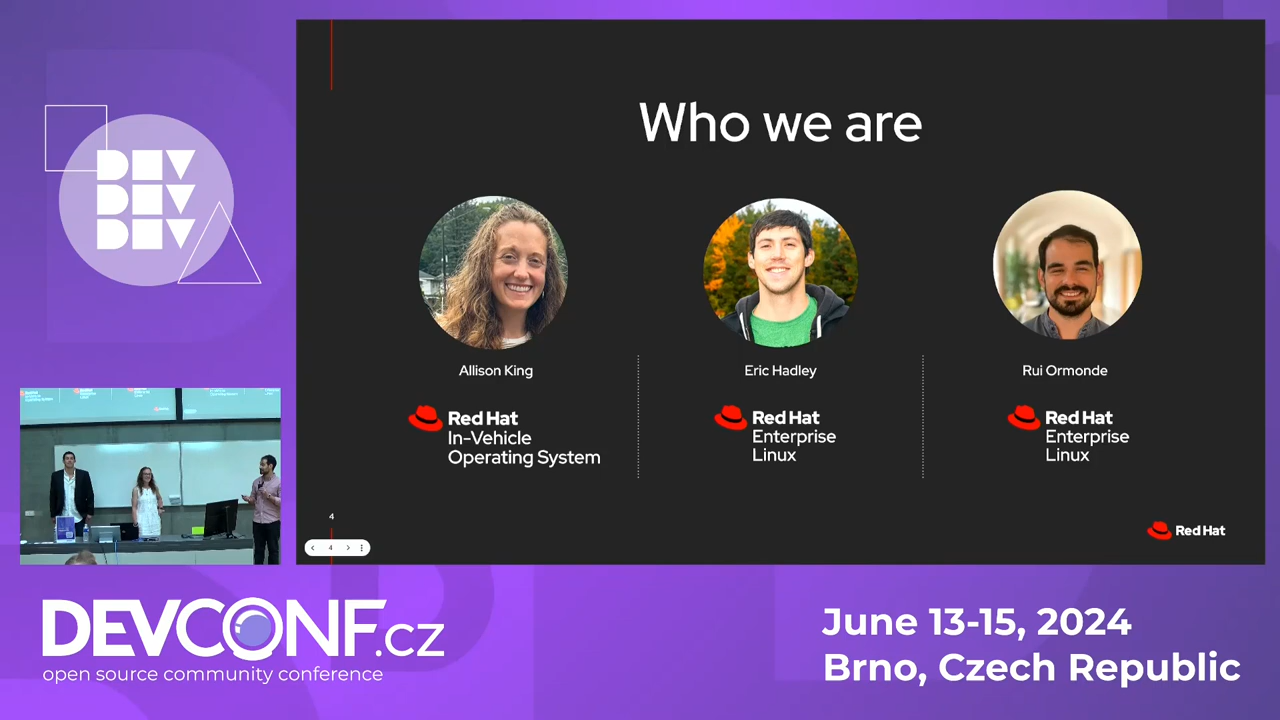 DEV
DEV
DEV
Who we are
Allison King
Eric Hadley
Rui Ormonde
Red Hat
In-Vehicle
Operating System
Red Hat
Enterprise
Linux
Red Hat
Enterprise
Linux
4
4
Red Hat
DEVCONF.cz
open source community conference
June 13-15, 2024
Brno, Czech Republic